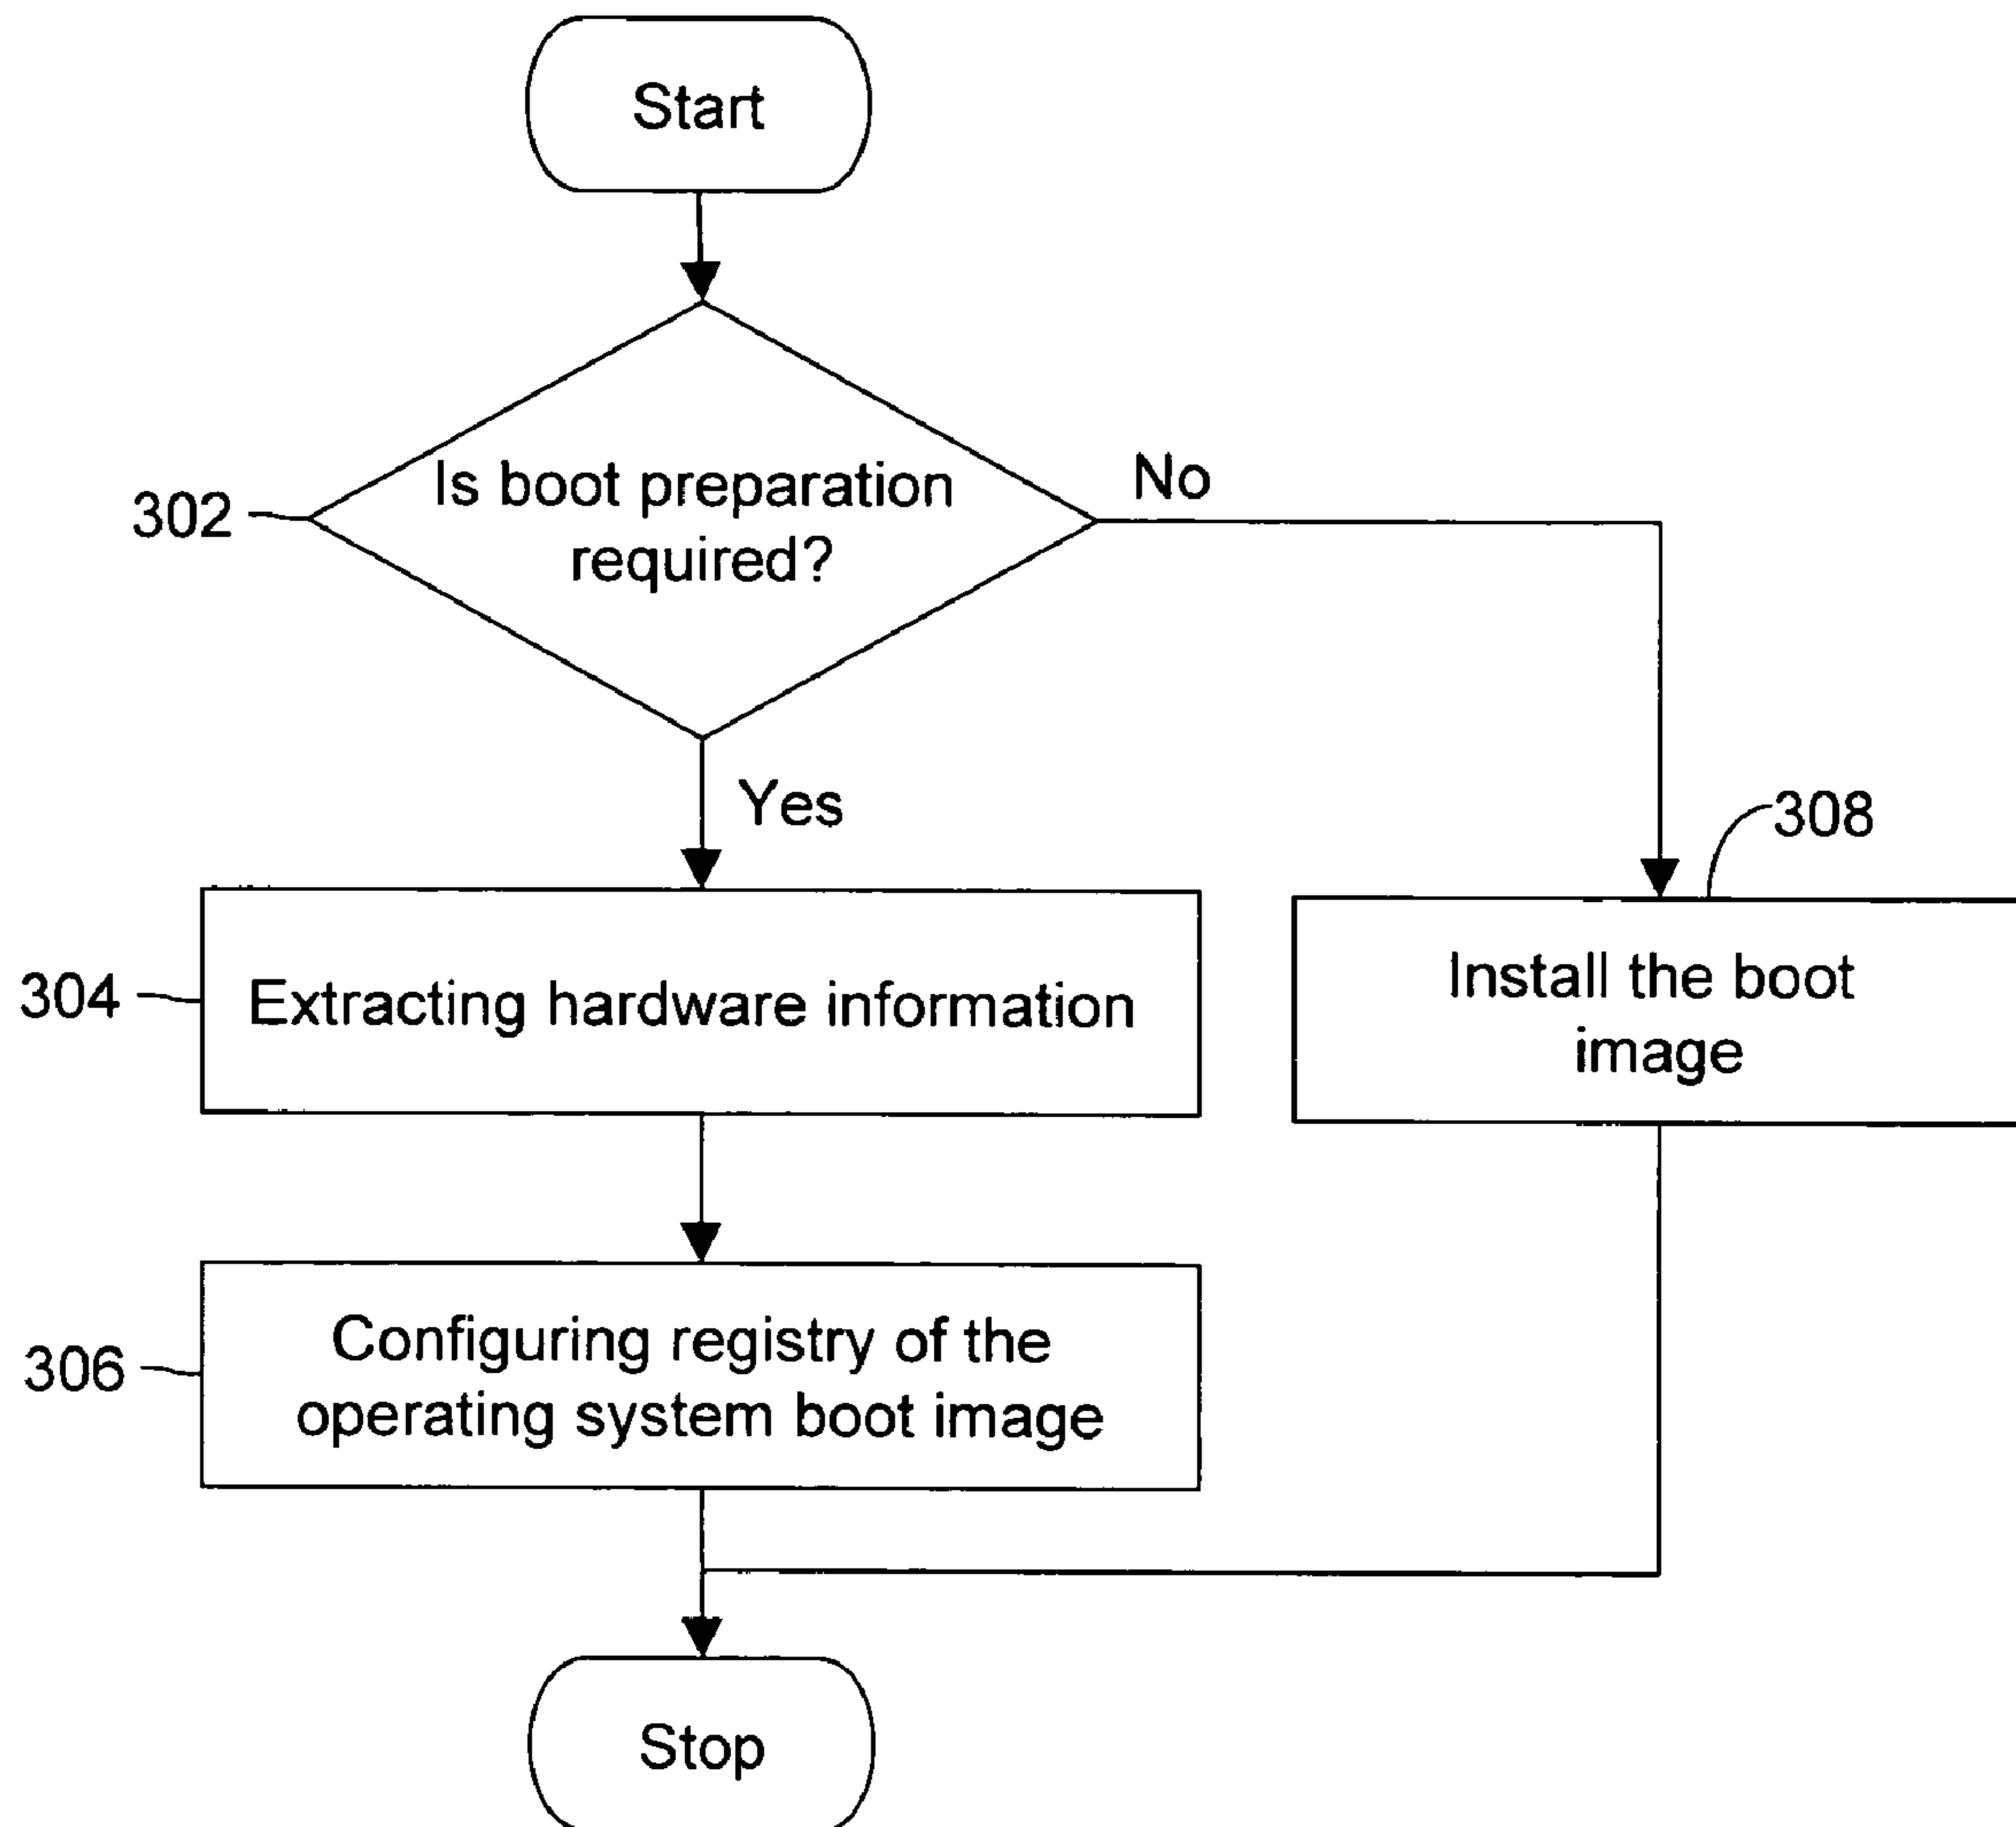 Start
302
Is boot preparation
required?
No
Yes
308
304
Extracting hardware information
Install the boot
image
306
Configuring registry of the
operating system boot image
Stop